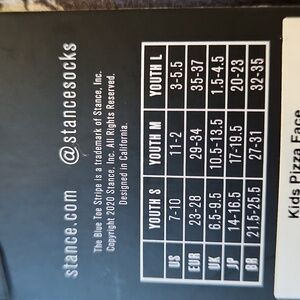 stance.com @stancesocks
The Blue Toe Stripe is a trademark of Stance, Inc.
Copyright 2020 Stance, Inc. All Rights Reserved.
Designed in California.
YOUTH S YOUTH M YOUTH L
US 7-10 11-2 3-5.5
EUR 23-28 29-34 35-37
UK 6.5-9.5 10.5-13.5 1.5-4.5
JP 14-16.5 17-19.5 20-23
BR 21.5-25.5 27-31 32-35
Kids Pizza Face